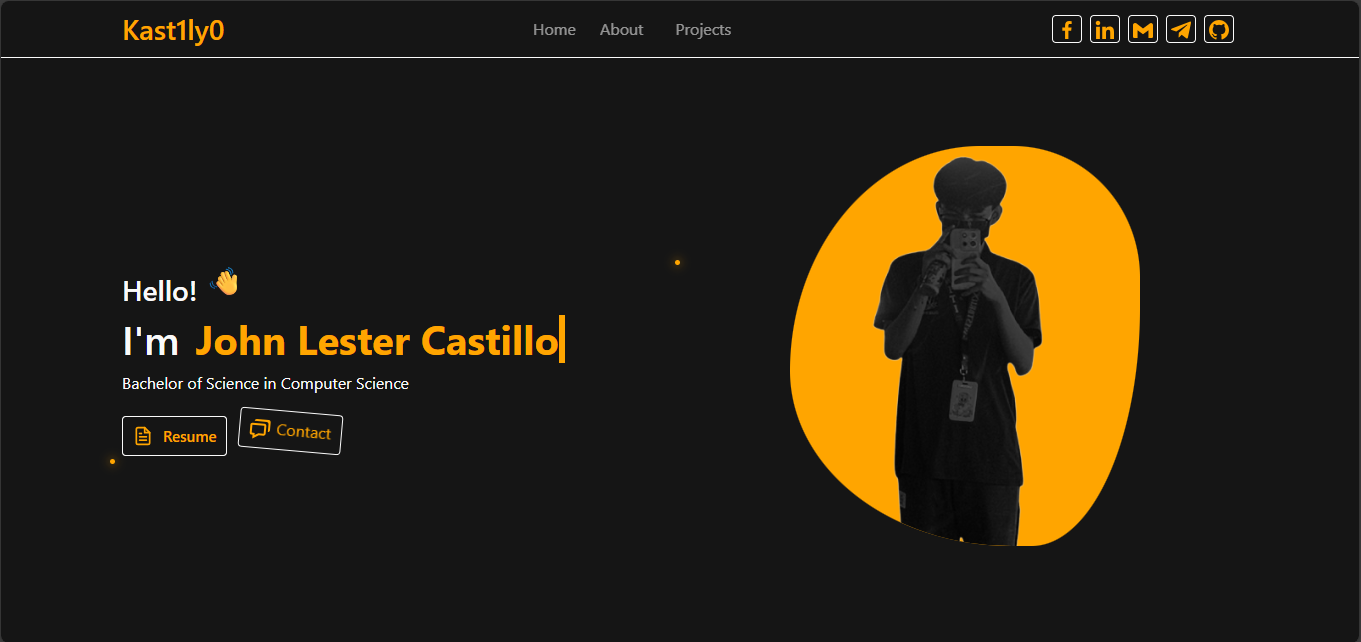 Kast1ly0
Home About Projects
Hello! 👋
I'm John Lester Castillo
Bachelor of Science in Computer Science
Resume Contact